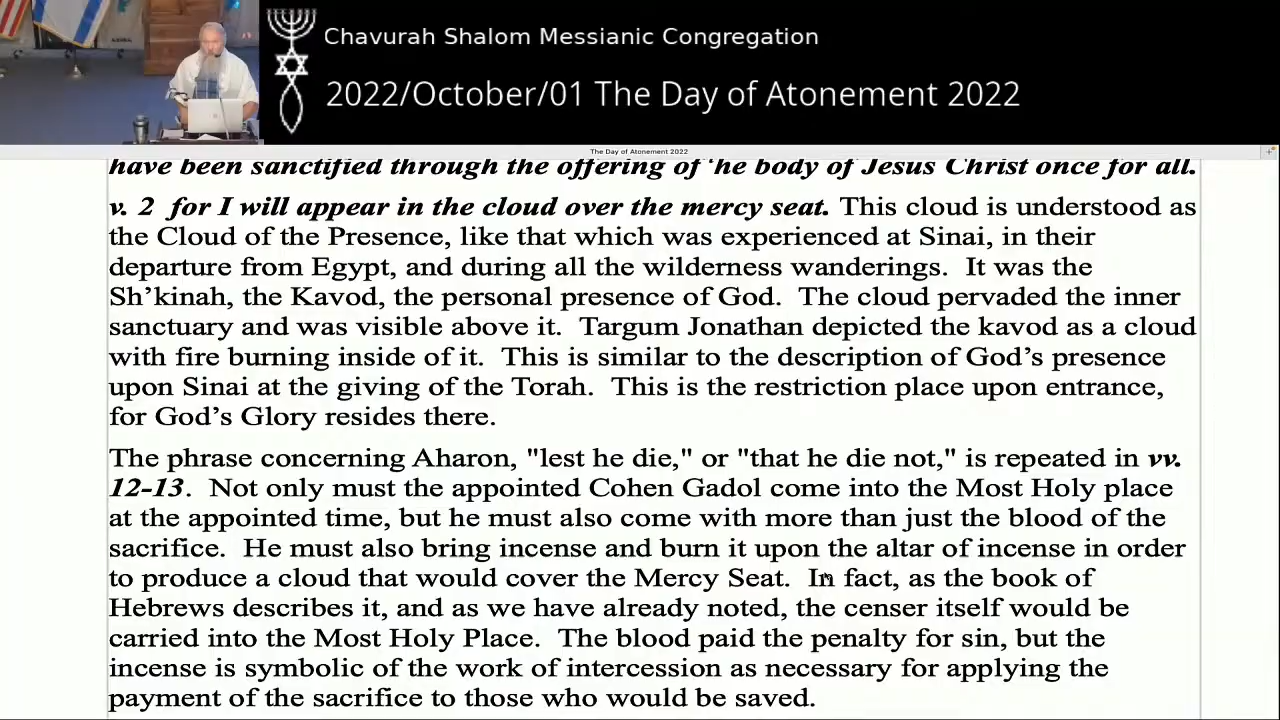 Chavurah Shalom Messianic Congregation
2022/October/01 The Day of Atonement 2022
The Day of Atonement 2022
have been sanctified through the offering of 'he body of Jesus Christ once for all.
v. 2 for I will appear in the cloud over the mercy seat. This cloud is understood as
the Cloud of the Presence, like that which was experienced at Sinai, in their
departure from Egypt, and during all the wilderness wanderings. It was the
Sh’kinah, the Kavod, the personal presence of God. The cloud pervaded the inner
sanctuary and was visible above it. Targum Jonathan depicted the kavod as a cloud
with fire burning inside of it. This is similar to the description of God’s presence
upon Sinai at the giving of the Torah. This is the restriction place upon entrance,
for God’s Glory resides there.
The phrase concerning Aharon, "lest he die," or "that he die not," is repeated in vv.
12-13. Not only must the appointed Cohen Gadol come into the Most Holy place
at the appointed time, but he must also come with more than just the blood of the
sacrifice. He must also bring incense and burn it upon the altar of incense in order
to produce a cloud that would cover the Mercy Seat. In fact, as the book of
Hebrews describes it, and as we have already noted, the censer itself would be
carried into the Most Holy Place. The blood paid the penalty for sin, but the
incense is symbolic of the work of intercession as necessary for applying the
payment of the sacrifice to those who would be saved.